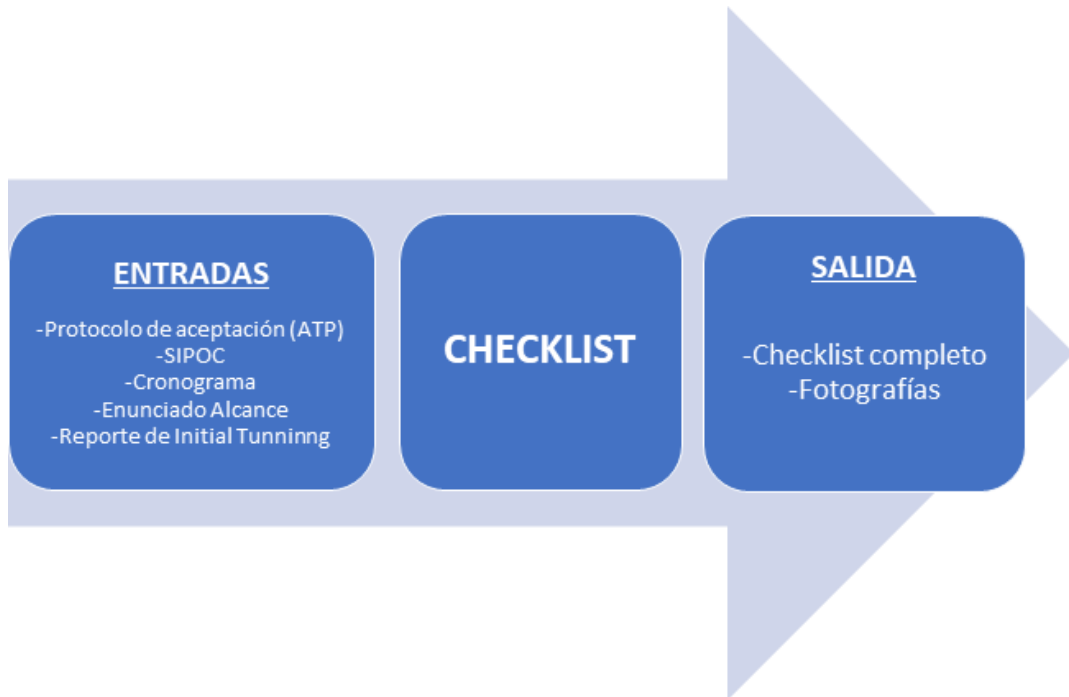 ENTRADAS
-Protocolo de aceptación (ATP)
-SIPOC
-Cronograma
-Enunciado Alcance
-Reporte de Initial Tunninng
CHECKLIST
SALIDA
-Checklist completo
-Fotografías